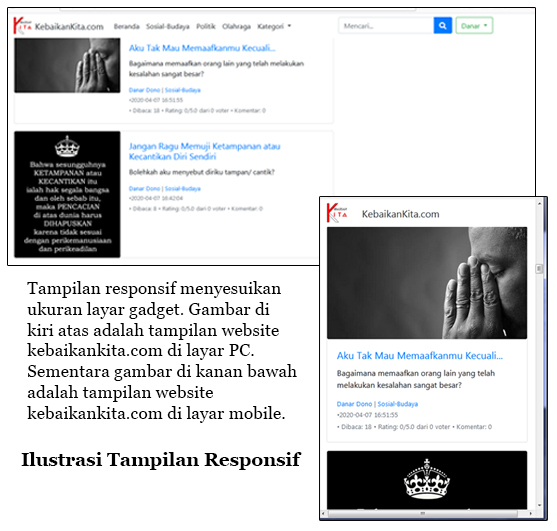 KITA KebaikanKita.com Beranda Sosial-Budaya Politik Olahraga Kategori Mencari... Danar
Aku Tak Mau Memaafkanmu Kecuali...
Bagaimana memaafkan orang lain yang telah melakukan
kesalahan sangat besar?
Danar Dono | Sosial-Budaya
•2020-04-07 16:51:55
• Dibaca: 18 • Rating: 0/5.0 dari 0 voter • Komentar: 0
Bahwa sesungguhnya
KETAMPANAN atau
KECANTIKAN itu
ialah hak segala bangsa
dan oleh sebab itu,
maka PENCACIAN
di atas dunia harus
DIHAPUSKAN
karena tidak sesuai
dengan perikemanusiaan
dan perikeadilan
Jangan Ragu Memuji Ketampanan atau
Kecantikan Diri Sendiri
Bolehkah aku menyebut diriku tampan/ cantik?
Danar Dono | Sosial-Budaya
•2020-04-07 16:42:04
• Dibaca: 8 • Rating: 0/5.0 dari 0 voter • Komentar: 0
KITA KebaikanKita.com
Aku Tak Mau Memaafkanmu Kecuali...
Bagaimana memaafkan orang lain yang telah
melakukan kesalahan sangat besar?
Danar Dono | Sosial-Budaya
•2020-04-07 16:51:55
• Dibaca: 18 • Rating: 0/5.0 dari 0 voter • Komentar: 0
Tampilan responsif menyesuikan
ukuran layar gadget. Gambar di
kiri atas adalah tampilan website
kebaikankita.com di layar PC.
Sementara gambar di kanan bawah
adalah tampilan website
kebaikankita.com di layar mobile.
Ilustrasi Tampilan Responsif